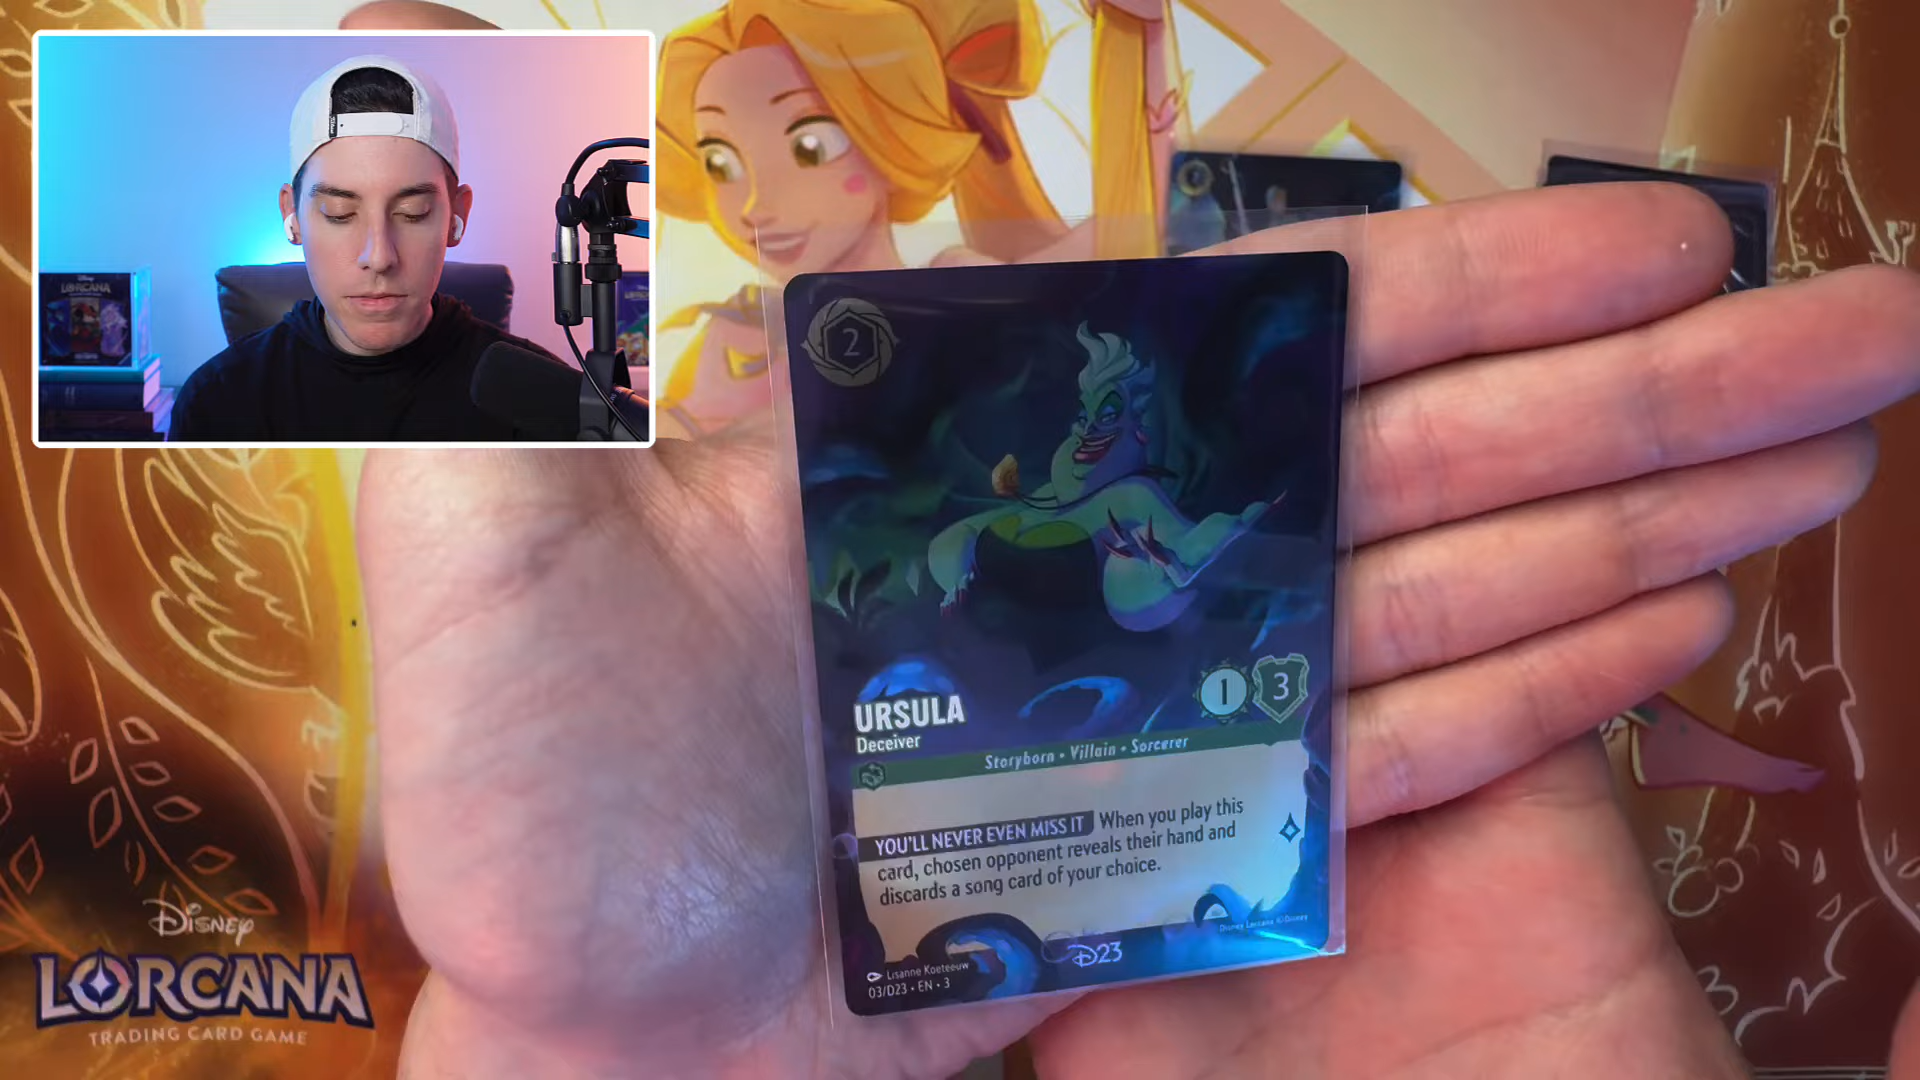 LORCANA
2
URSULA
Deceiver
1
3
Storyborn • Villain • Sorcerer
YOU'LL NEVER EVEN MISS IT When you play this
card, chosen opponent reveals their hand and
discards a song card of your choice.
Disney Lorcana ©Disney
D23
Lisanne Koeteeuw
03/D23 • EN • 3
Disney
LORCANA
TRADING CARD GAME